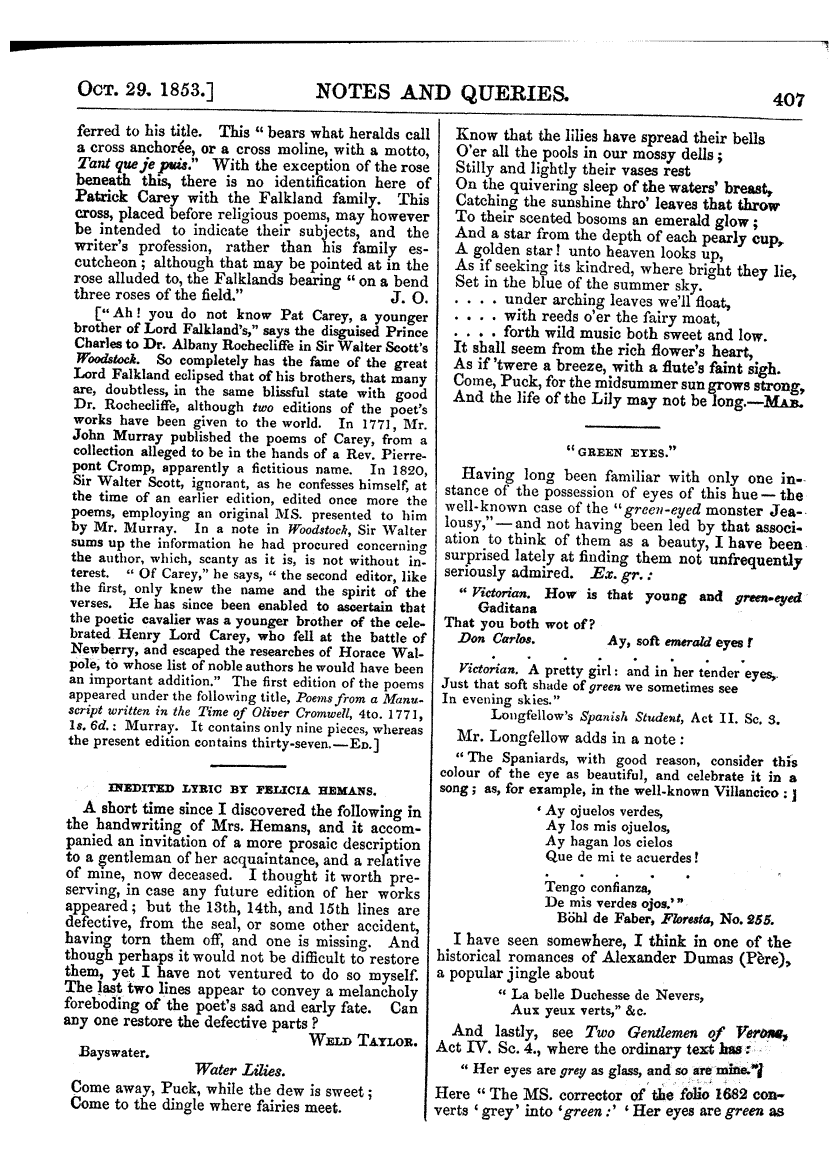 OCT. 29. 1853.]
NOTES AND QUERIES.
407
ferred to his title. This “ bears what heralds call
a cross anchorée, or a cross moline, with a motto,
Tant que je puis.” With the exception of the rose
beneath this, there is no identification here of
Patrick Carey with the Falkland family. This
cross, placed before religious poems, may however
be intended to indicate their subjects, and the
writer's profession, rather than his family es-
cutcheon ; although that may be pointed at in the
rose alluded to, the Falklands bearing “ on a bend
three roses of the field.” J. O.
[“ Ah ! you do not know Pat Carey, a younger
brother of Lord Falkland's,” says the disguised Prince
Charles to Dr. Albany Rochecliffe in Sir Walter Scott's
Woodstock. So completely has the fame of the great
Lord Falkland eclipsed that of his brothers, that many
are, doubtless, in the same blissful state with good
Dr. Rochecliffe, although two editions of the poet's
works have been given to the world. In 1771, Mr.
John Murray published the poems of Carey, from a
collection alleged to be in the hands of a Rev. Pierre-
pont Cromp, apparently a fictitious name. In 1820,
Sir Walter Scott, ignorant, as he confesses himself, at
the time of an earlier edition, edited once more the
poems, employing an original MS. presented to him
by Mr. Murray. In a note in Woodstock, Sir Walter
sums up the information he had procured concerning
the author, which, scanty as it is, is not without in-
terest. “ Of Carey,” he says, “ the second editor, like
the first, only knew the name and the spirit of the
verses. He has since been enabled to ascertain that
the poetic cavalier was a younger brother of the cele-
brated Henry Lord Carey, who fell at the battle of
Newberry, and escaped the researches of Horace Wal-
pole, to whose list of noble authors he would have been
an important addition.” The first edition of the poems
appeared under the following title, Poems from a Manu-
script written in the Time of Oliver Cromwell, 4to. 1771,
1s. 6d. : Murray. It contains only nine pieces, whereas
the present edition contains thirty-seven.—ED.]
INEDITED LYRIC BY FELICIA HEMANS.
A short time since I discovered the following in
the handwriting of Mrs. Hemans, and it accom-
panied an invitation of a more prosaic description
to a gentleman of her acquaintance, and a relative
of mine, now deceased. I thought it worth pre-
serving, in case any future edition of her works
appeared ; but the 13th, 14th, and 15th lines are
defective, from the seal, or some other accident,
having torn them off, and one is missing. And
though perhaps it would not be difficult to restore
them, yet I have not ventured to do so myself.
The last two lines appear to convey a melancholy
foreboding of the poet's sad and early fate. Can
any one restore the defective parts ?
WELD TAYLOR.
Bayswater.
Water Lilies.
Come away, Puck, while the dew is sweet ;
Come to the dingle where fairies meet.
Know that the lilies have spread their bells
O'er all the pools in our mossy dells ;
Stilly and lightly their vases rest
On the quivering sleep of the waters' breast,
Catching the sunshine thro' leaves that throw
To their scented bosoms an emerald glow ;
And a star from the depth of each pearly cup,
A golden star ! unto heaven looks up,
As if seeking its kindred, where bright they lie,
Set in the blue of the summer sky.
. . . . under arching leaves we'll float,
. . . . with reeds o'er the fairy moat,
. . . . forth wild music both sweet and low.
It shall seem from the rich flower's heart,
As if 'twere a breeze, with a flute's faint sigh.
Come, Puck, for the midsummer sun grows strong,
And the life of the Lily may not be long.—MAB.
“ GREEN EYES.”
Having long been familiar with only one in-
stance of the possession of eyes of this hue — the
well-known case of the “ green-eyed monster Jea-
lousy,” — and not having been led by that associ-
ation to think of them as a beauty, I have been
surprised lately at finding them not unfrequently
seriously admired. Ex. gr. :
“ Victorian. How is that young and green-eyed
Gaditana
That you both wot of ?
Don Carlos. Ay, soft emerald eyes !
. . . . . . .
Victorian. A pretty girl : and in her tender eyes,
Just that soft shade of green we sometimes see
In evening skies.”
Longfellow's Spanish Student, Act II. Sc. 3.
Mr. Longfellow adds in a note :
“ The Spaniards, with good reason, consider this
colour of the eye as beautiful, and celebrate it in a
song ; as, for example, in the well-known Villancico : ]
‘ Ay ojuelos verdes,
Ay los mis ojuelos,
Ay hagan los cielos
Que de mi te acuerdes !
. . . . .
Tengo confianza,
De mis verdes ojos.’ ”
Böhl de Faber, Floresta, No. 255.
I have seen somewhere, I think in one of the
historical romances of Alexander Dumas (Père),
a popular jingle about
“ La belle Duchesse de Nevers,
Aux yeux verts,” &c.
And lastly, see Two Gentlemen of Verona,
Act IV. Sc. 4., where the ordinary text has :
“ Her eyes are grey as glass, and so are mine.”]
Here “ The MS. corrector of the folio 1682 con-
verts ‘ grey’ into ‘green :’ ‘ Her eyes are green as